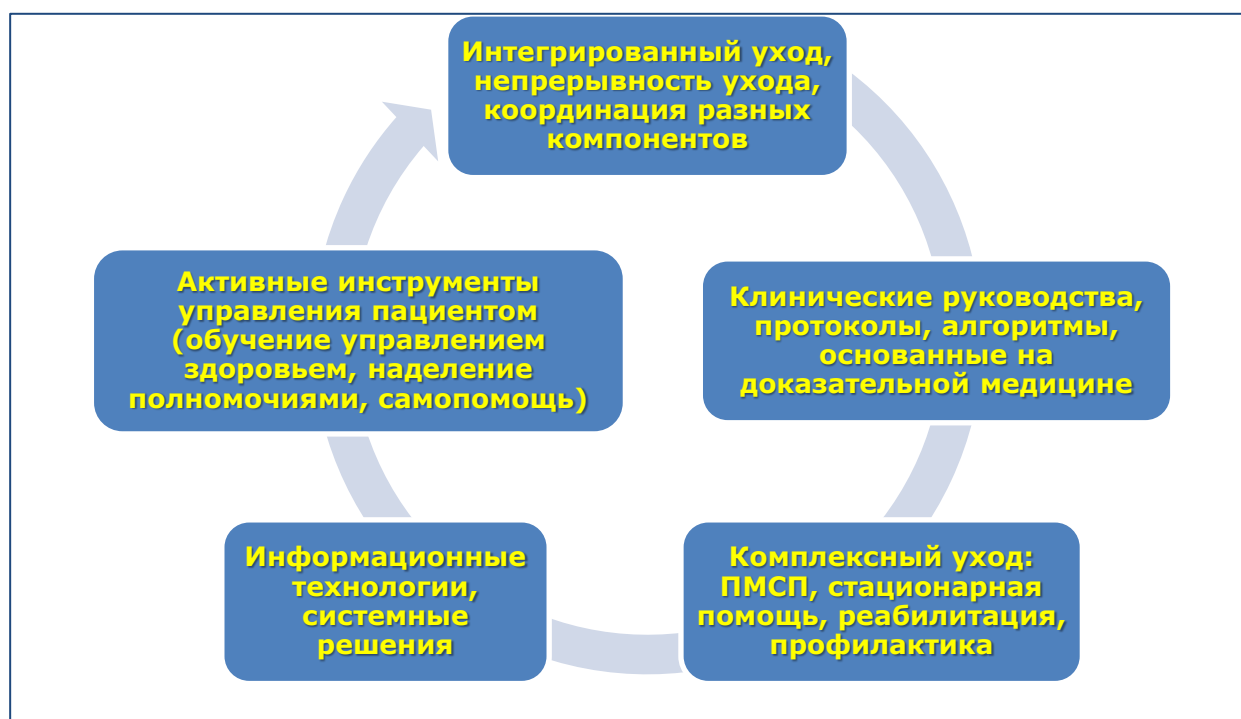 Интегрированный уход,
непрерывность ухода,
координация разных
компонентов
Клинические руководства,
протоколы, алгоритмы,
основанные на
доказательной медицине
Комплексный уход:
ПМСП, стационарная
помощь, реабилитация,
профилактика
Информационные
технологии,
системные
решения
Активные инструменты
управления пациентом
(обучение управлением
здоровьем, наделение
полномочиями, самопомощь)